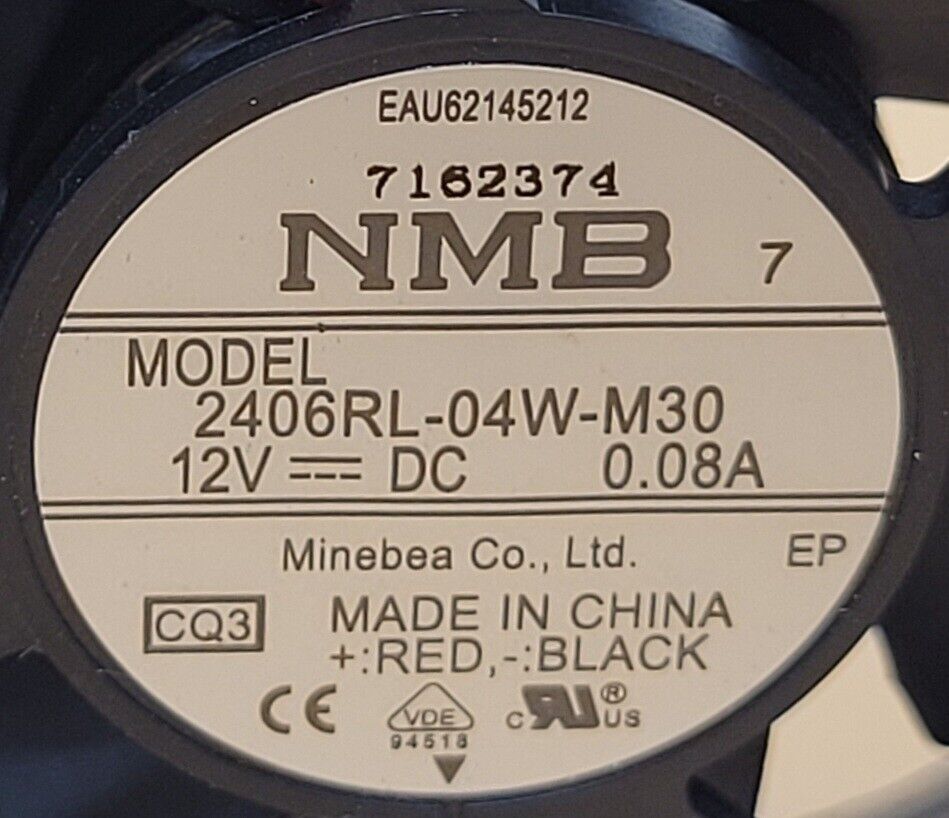 EAU62145212
7162374
NMB 7
MODEL
2406RL-04W-M30
12V DC 0.08A
Minebea Co., Ltd. EP
CQ3 MADE IN CHINA
+:RED,-:BLACK
CE VDE c RU ® US
94518